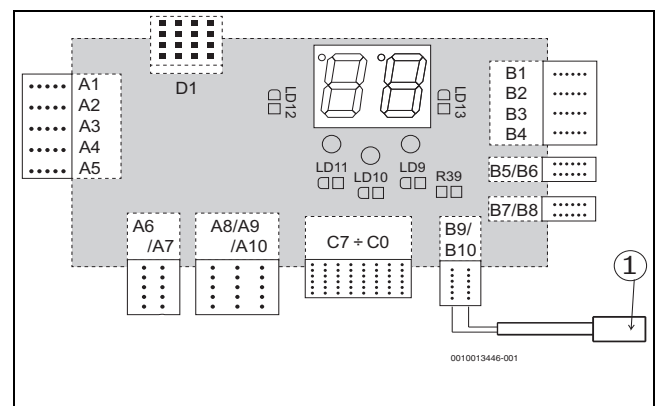 D1
A1
A2
A3
A4
A5
LD12
88
LD13
B1
B2
B3
B4
LD11
LD10
LD9
R39
B5/B6
B7/B8
A6
/A7
A8/A9
/A10
C7 ÷ C0
B9/
B10
1
0010013446-001